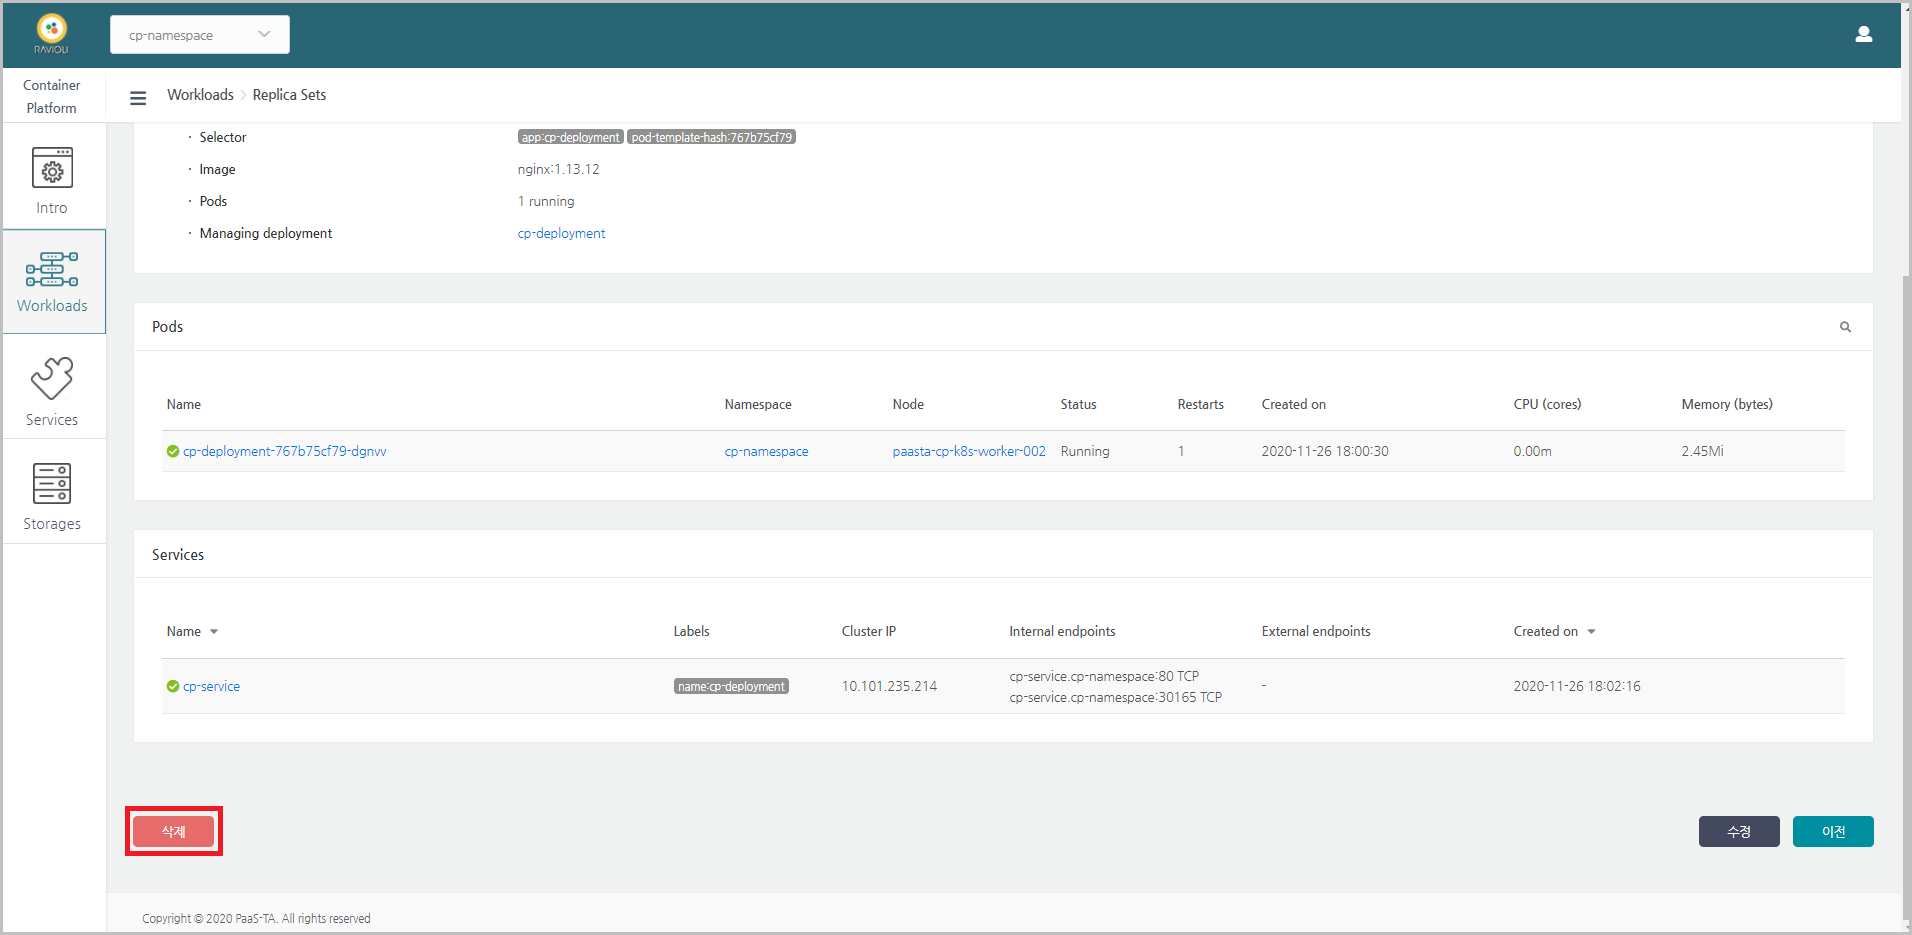 RAVIOLI
cp-namespace
Container
Platform
Workloads
Replica Sets
Intro
Workloads
Services
Storages
Selector
app:cp-deployment pod-template-hash:767b75cf79
Image
nginx:1.13.12
Pods
1 running
Managing deployment
cp-deployment
Pods
Name Namespace Node Status Restarts Created on CPU (cores) Memory (bytes)
cp-deployment-767b75cf79-dgnvv cp-namespace paasta-cp-k8s-worker-002 Running 1 2020-11-26 18:00:30 0.00m 2.45Mi
Services
Name Labels Cluster IP Internal endpoints External endpoints Created on
cp-service name:cp-deployment 10.101.235.214 cp-service.cp-namespace:80 TCP - 2020-11-26 18:02:16
cp-service.cp-namespace:30165 TCP
삭제
수정
이전
Copyright © 2020 PaaS-TA. All rights reserved